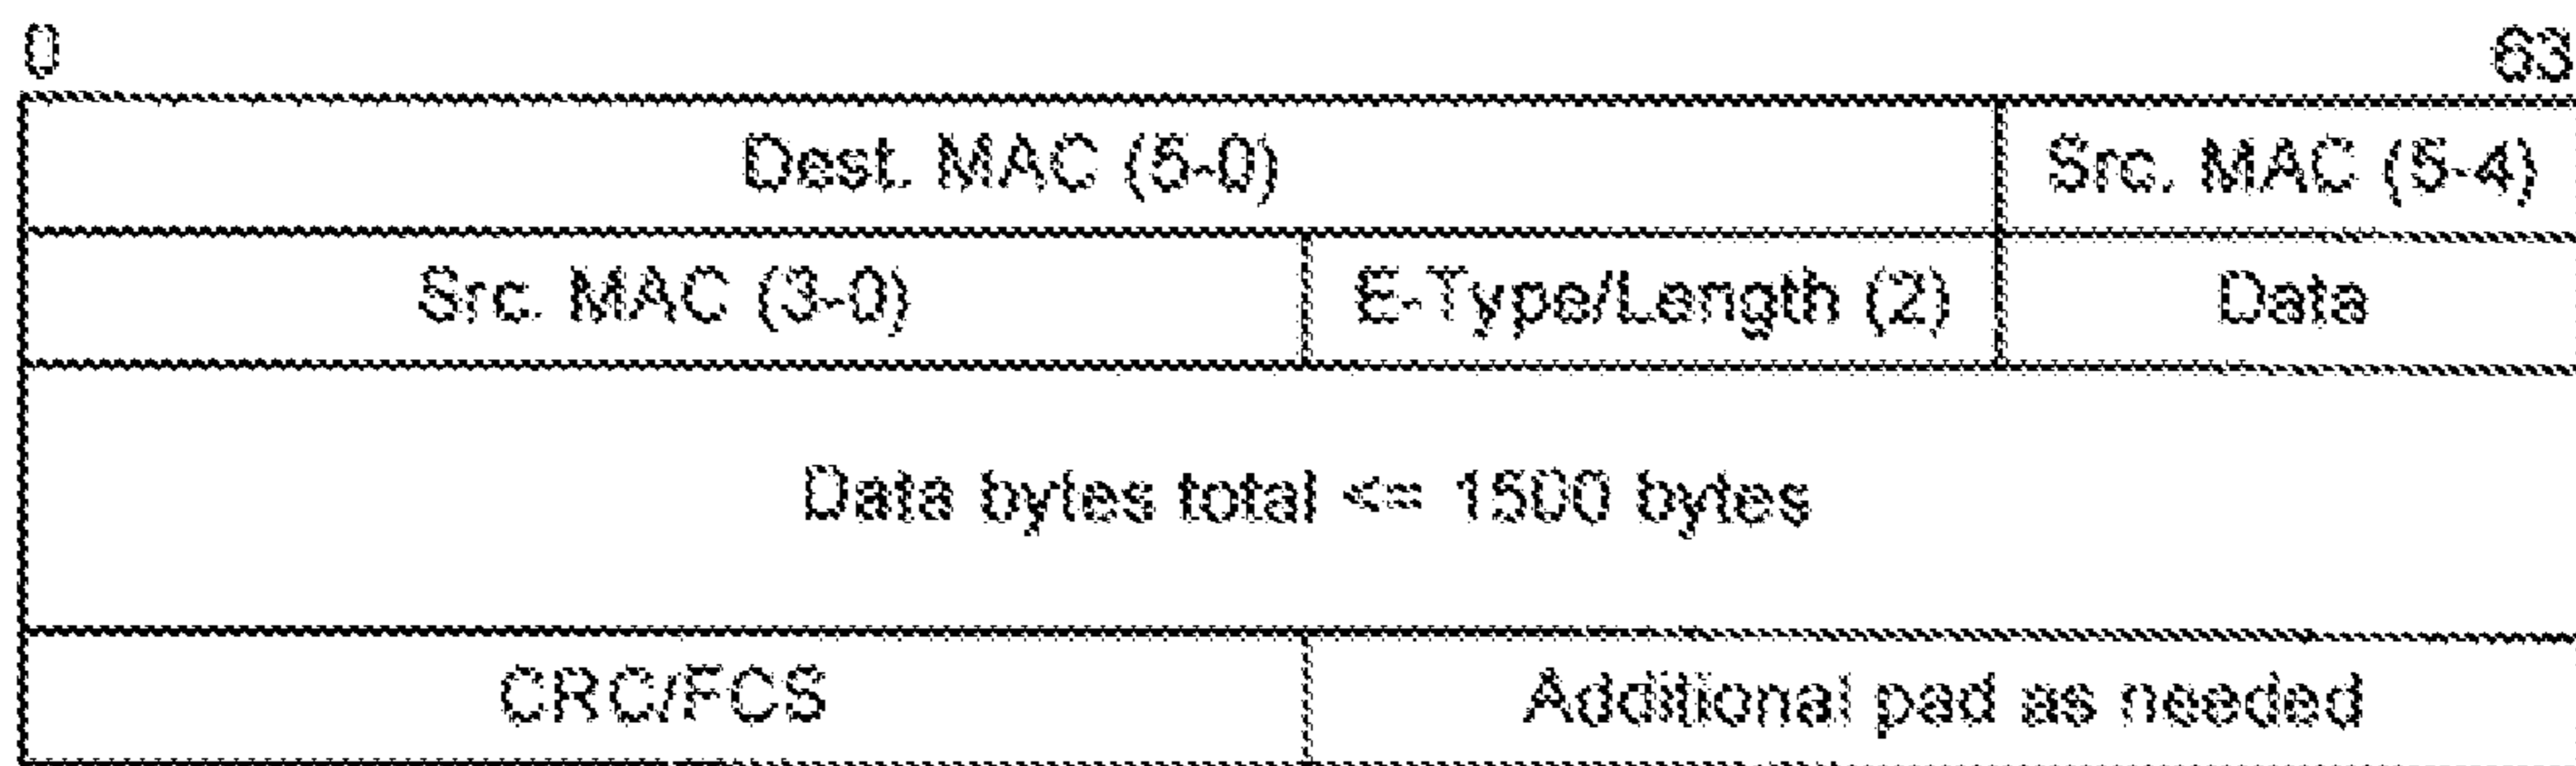 0 63
Dest. MAC (5-0) Src. MAC (5-4)
Src. MAC (3-0) E-Type/Length (2) Data
Data bytes total <= 1500 bytes
CRC/FCS Additional pad as needed